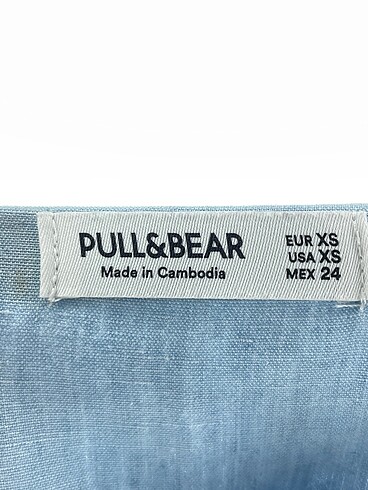 PULL&BEAR
Made in Cambodia
EUR XS
USA XS
MEX 24